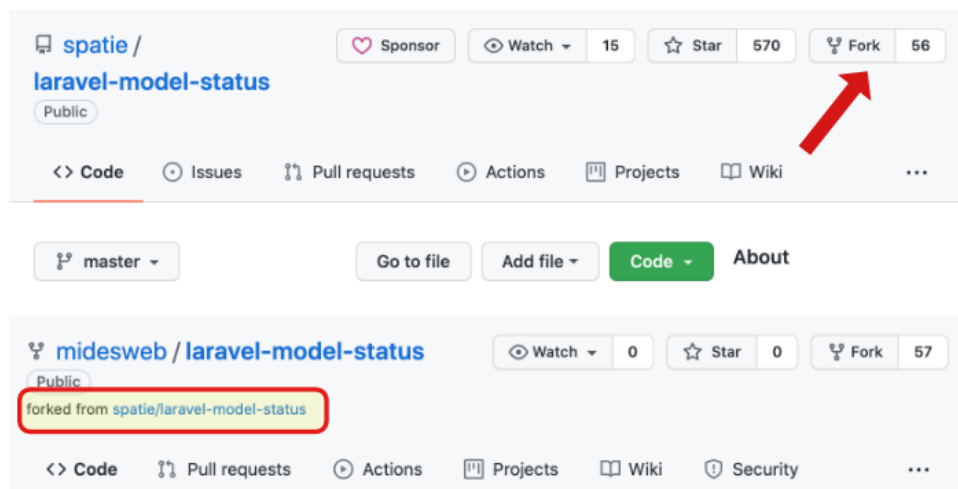 spatie /
Sponsor Watch 15 Star 570 Fork 56
laravel-model-status
Public
<> Code Issues Pull requests Actions Projects Wiki ...
master Go to file Add file Code About
midesweb / laravel-model-status Watch 0 Star 0 Fork 57
Public
forked from spatie/laravel-model-status
<> Code Pull requests Actions Projects Wiki Security ...